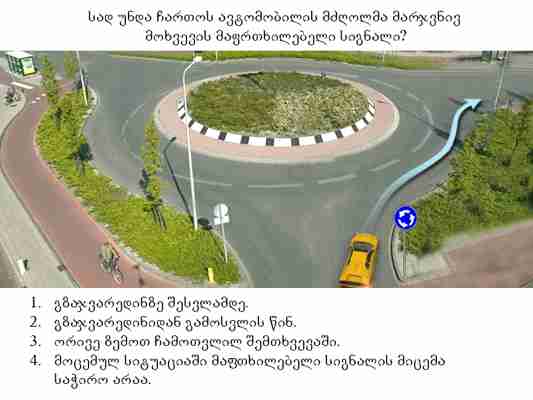 სად უნდა ჩართოს ავტომობილის მძღოლმა მარჯვნივ
მოხვევის მაფრთხილებელი სიგნალი?
1. გზაჯვარედინზე შესვლამდე.
2. გზაჯვარედინიდან გამოსვლის წინ.
3. ორივე ზემოთ ჩამოთვლილ შემთხვევაში.
4. მოცემულ სიტუაციაში მაფთხილებელი სიგნალის მიცემა
საჭირო არაა.